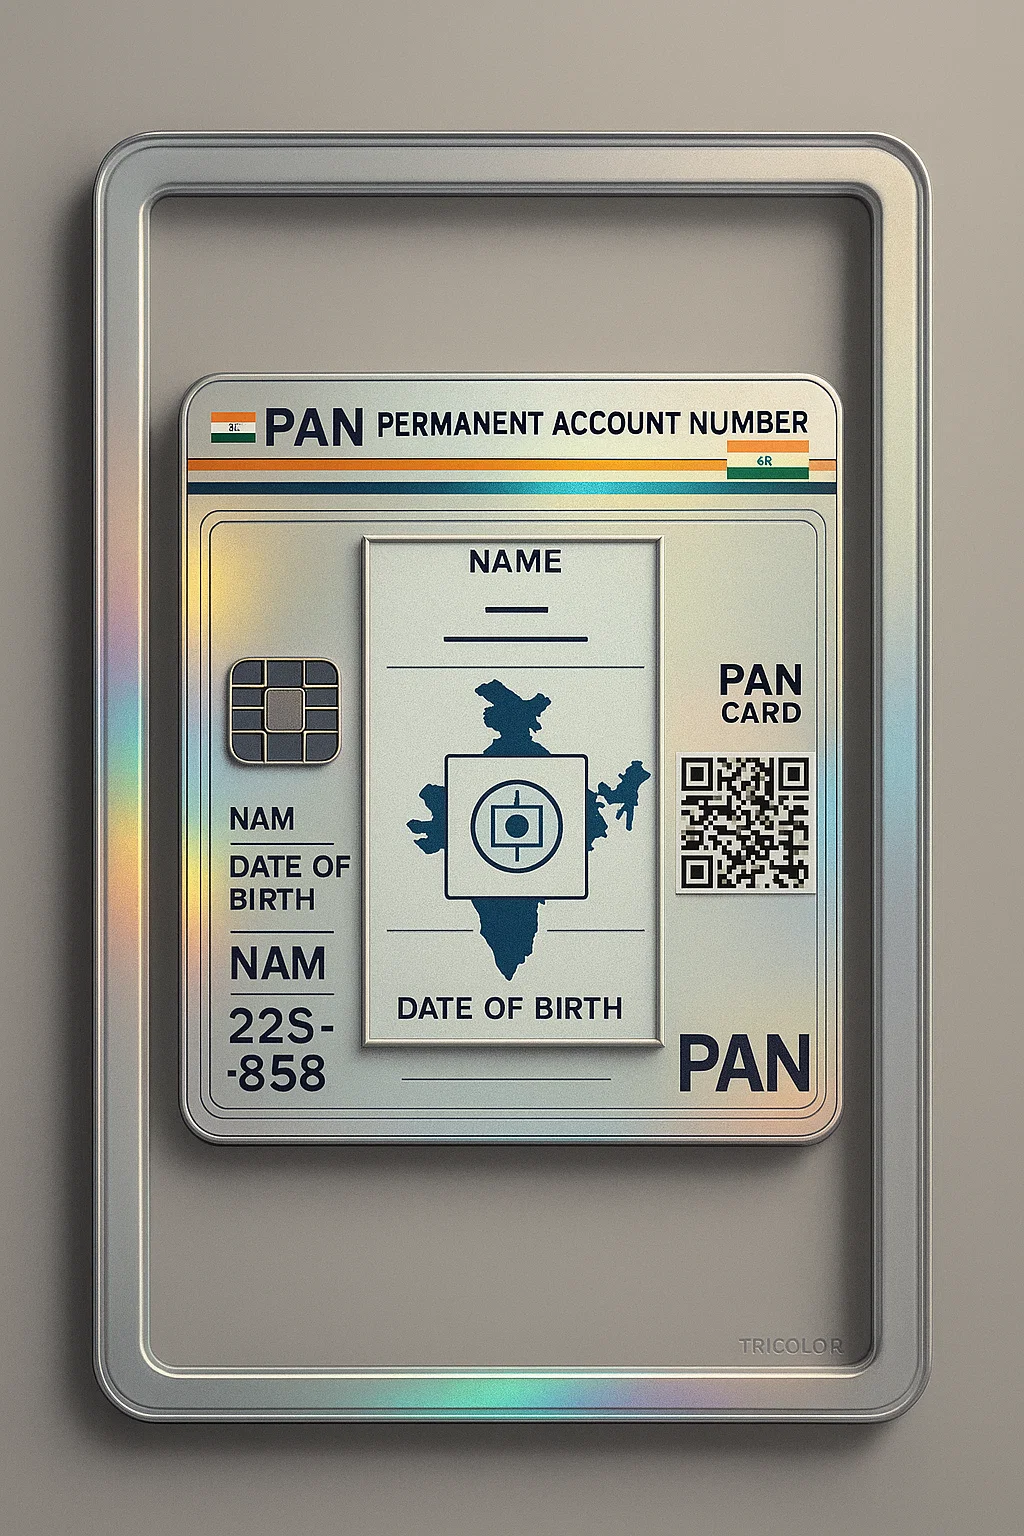 PAN PERMANENT ACCOUNT NUMBER
6R
NAME
PAN
CARD
NAM
DATE OF
BIRTH
NAM
22S-
-858
DATE OF BIRTH
PAN
TRICOLOR